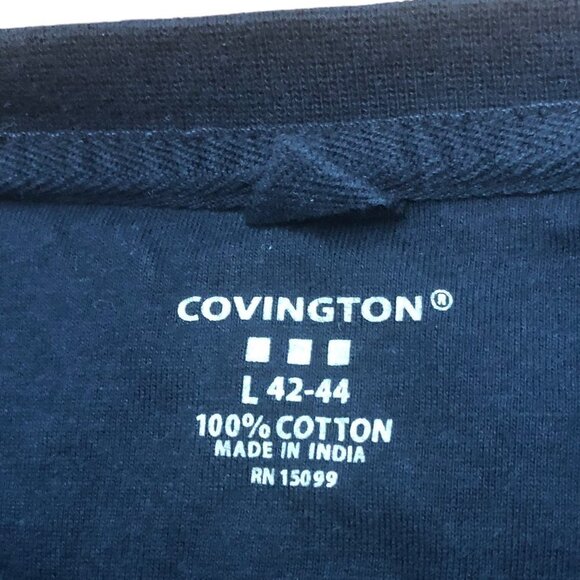 COVINGTON®
L 42-44
100% COTTON
MADE IN INDIA
RN 15099